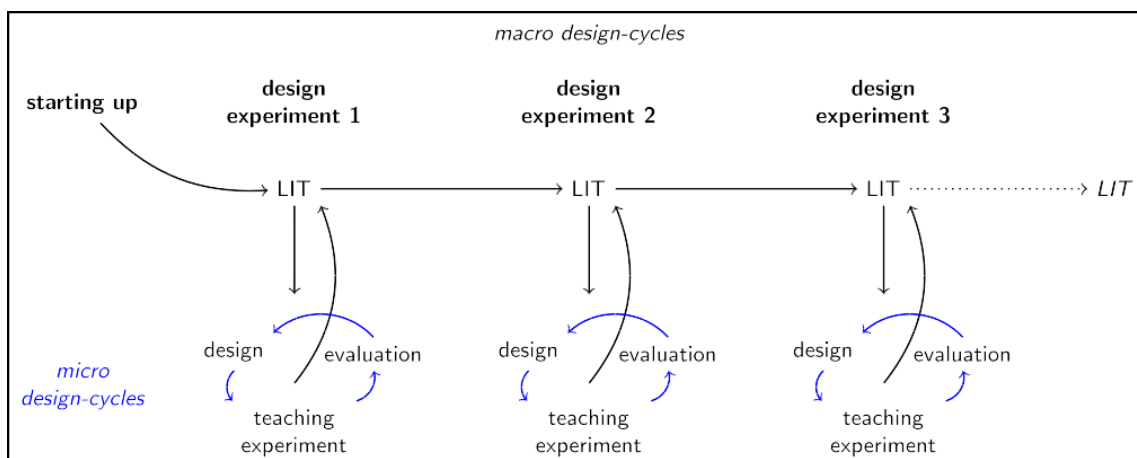 macro design-cycles
starting up
design
experiment 1
design
experiment 2
design
experiment 3
LIT
LIT
LIT
LIT
design
evaluation
teaching
experiment
design
evaluation
teaching
experiment
design
evaluation
teaching
experiment
micro
design-cycles